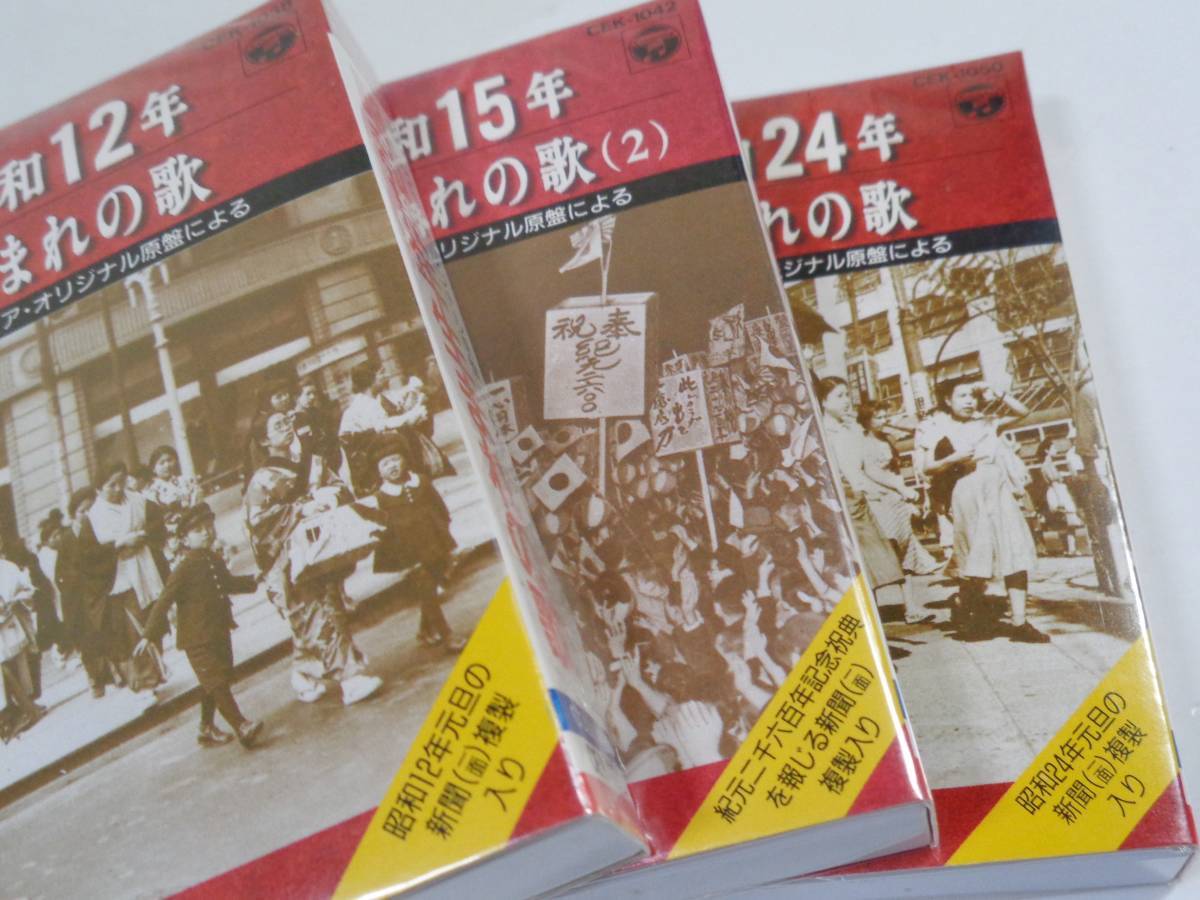 和12年
まれの歌
ア・オリジナル原盤による
昭和12年元旦の
新聞(一面)複製
入り
CEK-1042
和15年
れの歌(2)
リジナル原盤による
奉
祝
紀元二六〇〇
紀元二千六百年記念祝典
を報じる新聞(一面)
複製入り
CEK-1050
24年
れの歌
ジナル原盤による
昭和24年元旦の
新聞(一面)複製
入り